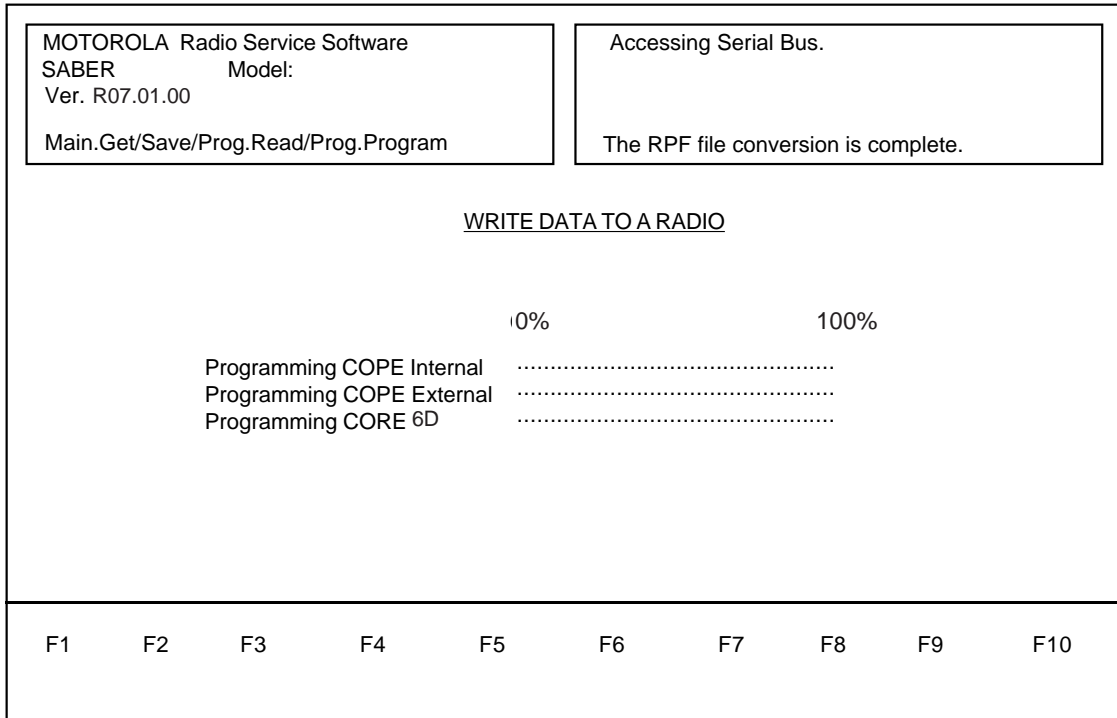 MOTOROLA Radio Service Software
SABER Model:
Ver. R07.01.00
Main.Get/Save/Prog.Read/Prog.Program
Accessing Serial Bus.
The RPF file conversion is complete.
WRITE DATA TO A RADIO
0% 100%
Programming COPE Internal ................................................
Programming COPE External ................................................
Programming CORE 6D ................................................
F1 F2 F3 F4 F5 F6 F7 F8 F9 F10